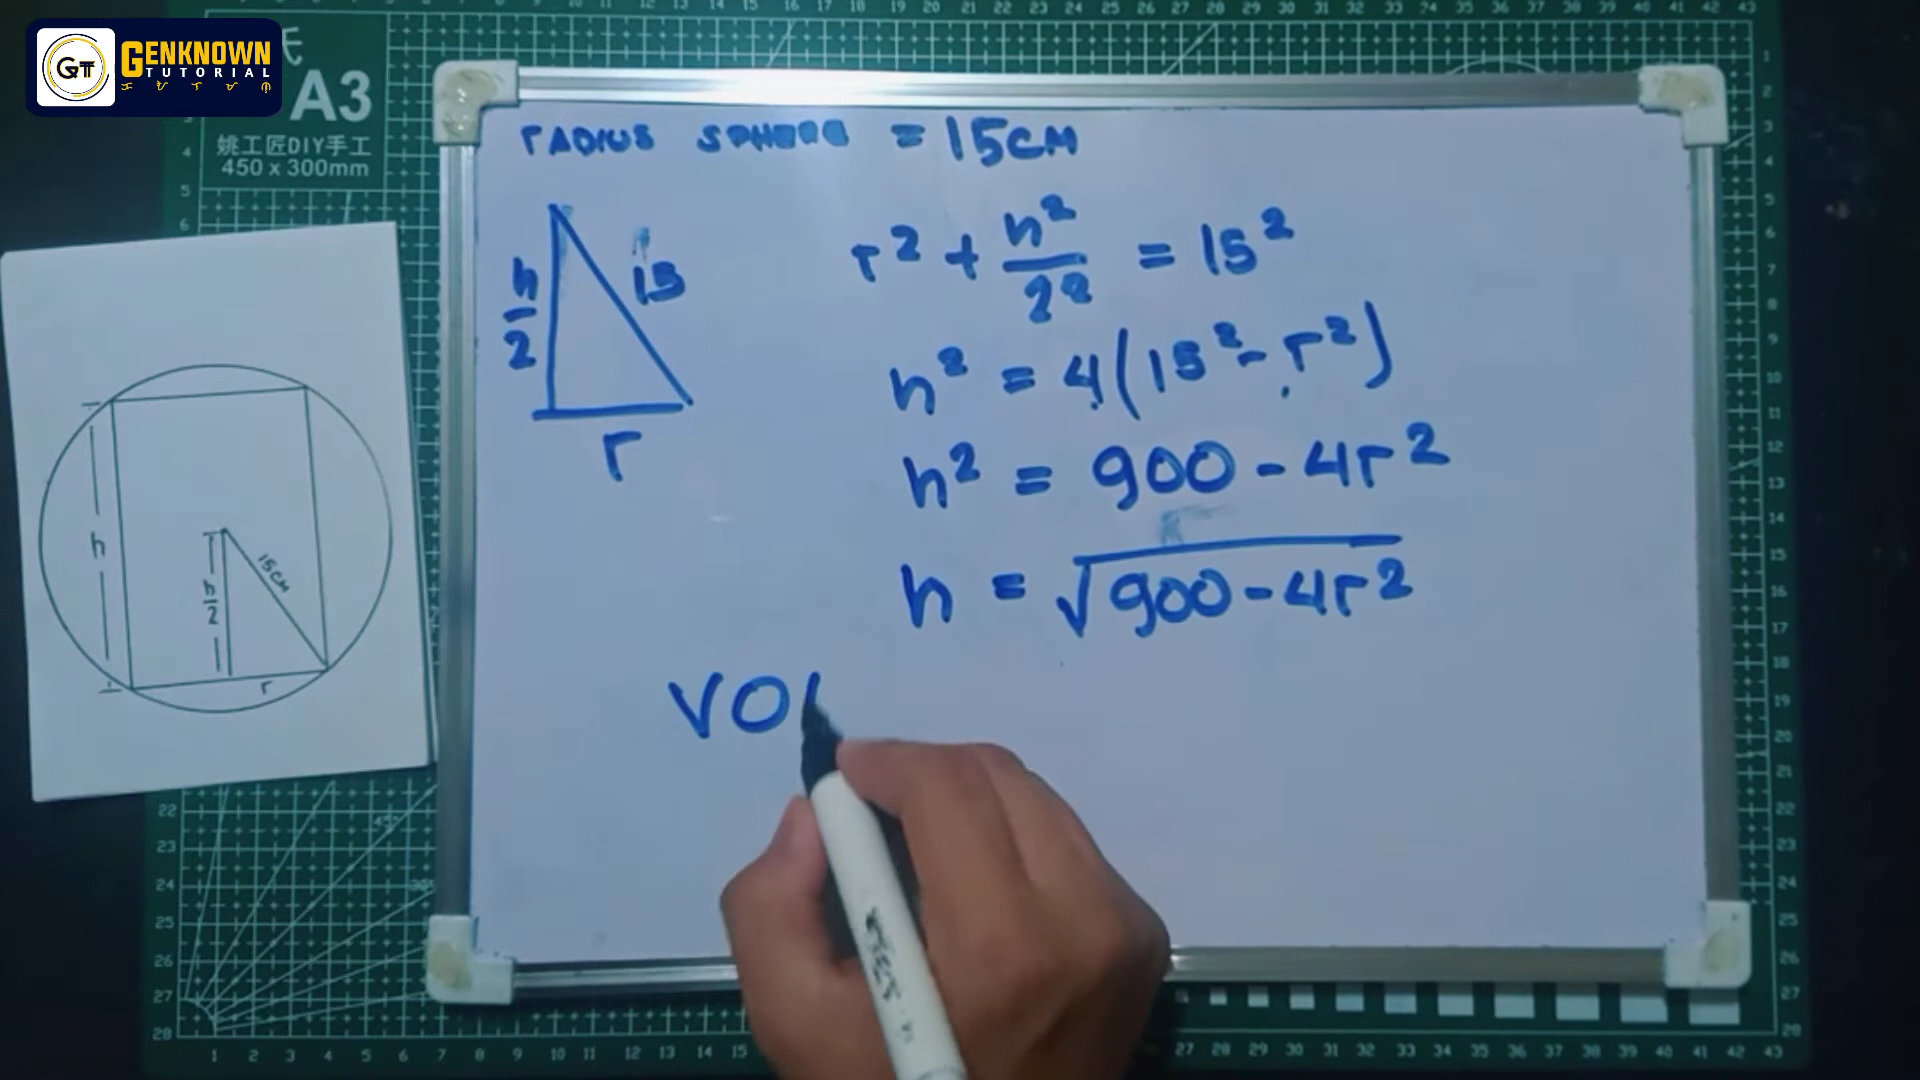 GT GENKNOWN
TUTORIAL
A3
姚工匠DIY手工
450 x 300mm
RADIUS SPHERE = 15CM
h/2
15
r
r² + h²/2² = 15²
h² = 4(15² - r²)
h² = 900 - 4r²
h = √900 - 4r²
VOL
h
h/2
15CM
r